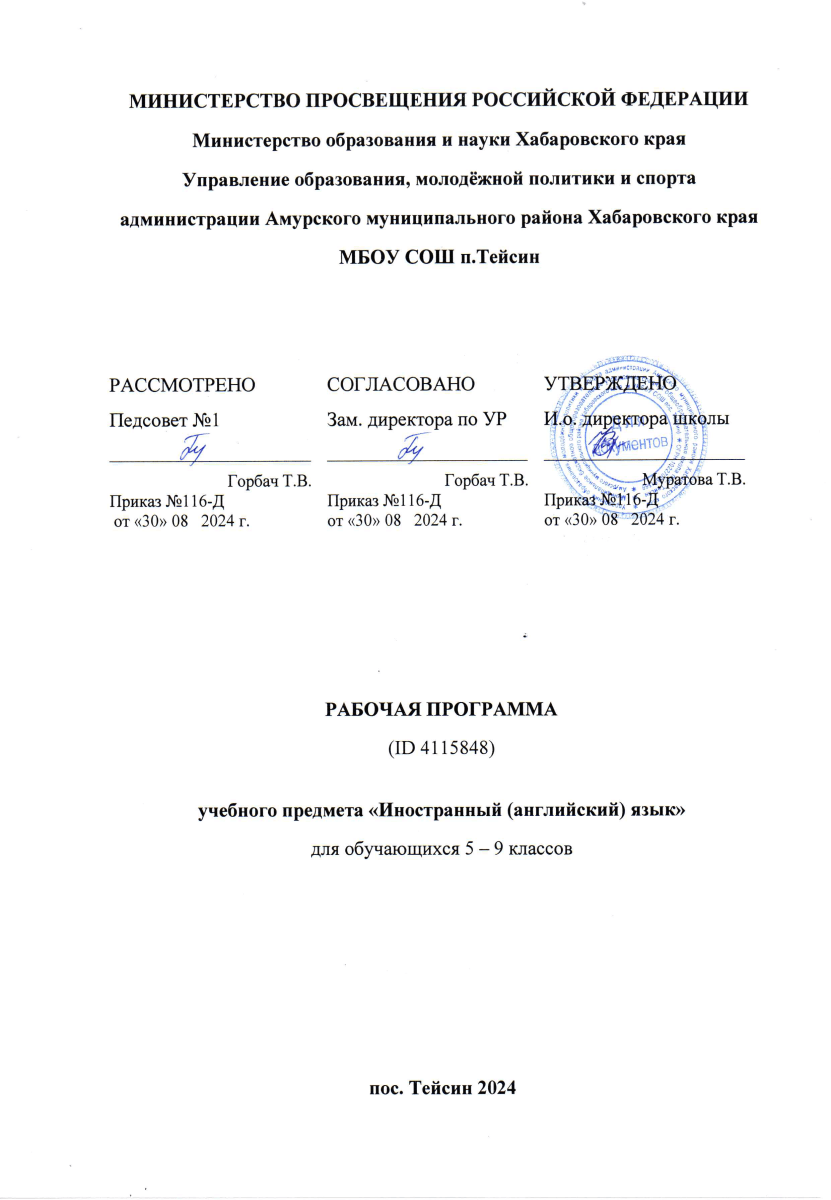 МИНИСТЕРСТВО ПРОСВЕЩЕНИЯ РОССИЙСКОЙ ФЕДЕРАЦИИ
Министерство образования и науки Хабаровского края
Управление образования, молодёжной политики и спорта
администрации Амурского муниципального района Хабаровского края
МБОУ СОШ п.Тейсин
РАССМОТРЕНО
Педсовет №1
Горбач Т.В.
Приказ №116-Д
от «30» 08 2024 г.
СОГЛАСОВАНО
Зам. директора по УР
Горбач Т.В.
Приказ №116-Д
от «30» 08 2024 г.
УТВЕРЖДЕНО
И.о. директора школы
документов
Муратова Т.В.
Приказ №116-Д
от «30» 08 2024 г.
РАБОЧАЯ ПРОГРАММА
(ID 4115848)
учебного предмета «Иностранный (английский) язык»
для обучающихся 5 – 9 классов
пос. Тейсин 2024